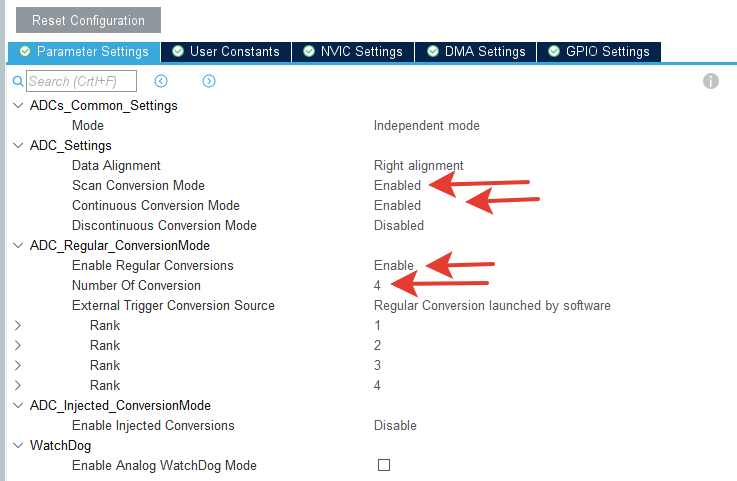 Reset Configuration
Parameter Settings User Constants NVIC Settings DMA Settings GPIO Settings
Search (Crtl+F)
ADCs_Common_Settings
Mode Independent mode
ADC_Settings
Data Alignment Right alignment
Scan Conversion Mode Enabled
Continuous Conversion Mode Enabled
Discontinuous Conversion Mode Disabled
ADC_Regular_ConversionMode
Enable Regular Conversions Enable
Number Of Conversion 4
External Trigger Conversion Source Regular Conversion launched by software
Rank 1
Rank 2
Rank 3
Rank 4
ADC_Injected_ConversionMode
Enable Injected Conversions Disable
WatchDog
Enable Analog WatchDog Mode